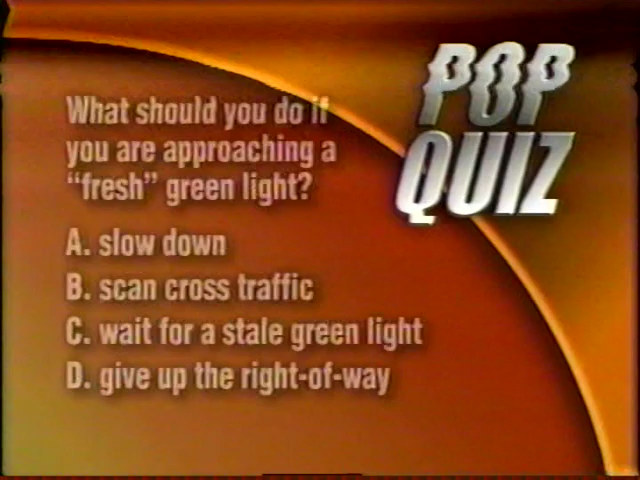 POP
QUIZ
What should you do if
you are approaching a
“fresh” green light?
A. slow down
B. scan cross traffic
C. wait for a stale green light
D. give up the right-of-way